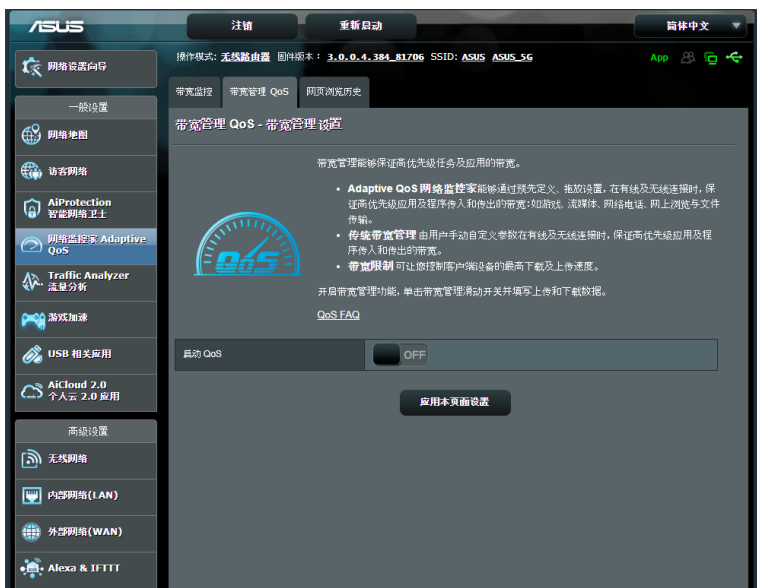 ASUS
注销
重新启动
简体中文
操作模式: 无线路由器 固件版本： 3.0.0.4.384_81706 SSID: ASUS ASUS_5G
App
网络设置向导
一般设置
网络地图
访客网络
AiProtection
智能网络卫士
网络监控家 Adaptive
QoS
Traffic Analyzer
流量分析
游戏加速
USB 相关应用
AiCloud 2.0
个人云 2.0 应用
高级设置
无线网络
内部网络(LAN)
外部网络(WAN)
Alexa & IFTTT
带宽监控
带宽管理 QoS
网页浏览历史
带宽管理 QoS - 带宽管理设置
QoS
带宽管理能够保证高优先级任务及应用的带宽。
• Adaptive QoS 网络监控家能够通过预先定义、拖放设置，在有线及无线连接时，保
证高优先级应用及程序传入和传出的带宽:如游戏、流媒体、网络电话、网上浏览与文件
传输。
• 传统带宽管理 由用户手动自定义参数在有线及无线连接时，保证高优先级应用及程
序传入和传出的带宽。
• 带宽限制 可让您控制客户端设备的最高下载及上传速度。
开启带宽管理功能，单击带宽管理滑动开关并填写上传和下载数据。
QoS FAQ
启动 QoS
OFF
应用本页面设置